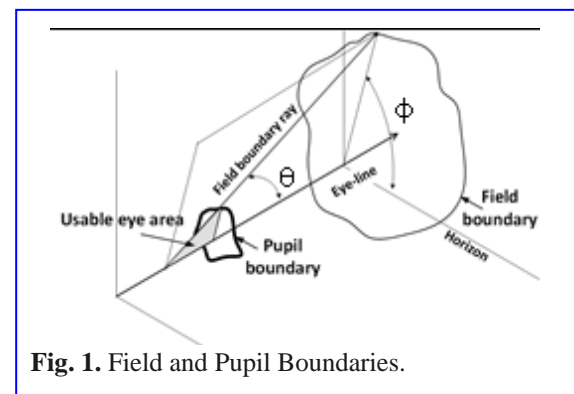 Φ
Field boundary ray
θ
Eye-line
Usable eye area
Field
boundary
Pupil
boundary
Horizon
Fig. 1. Field and Pupil Boundaries.